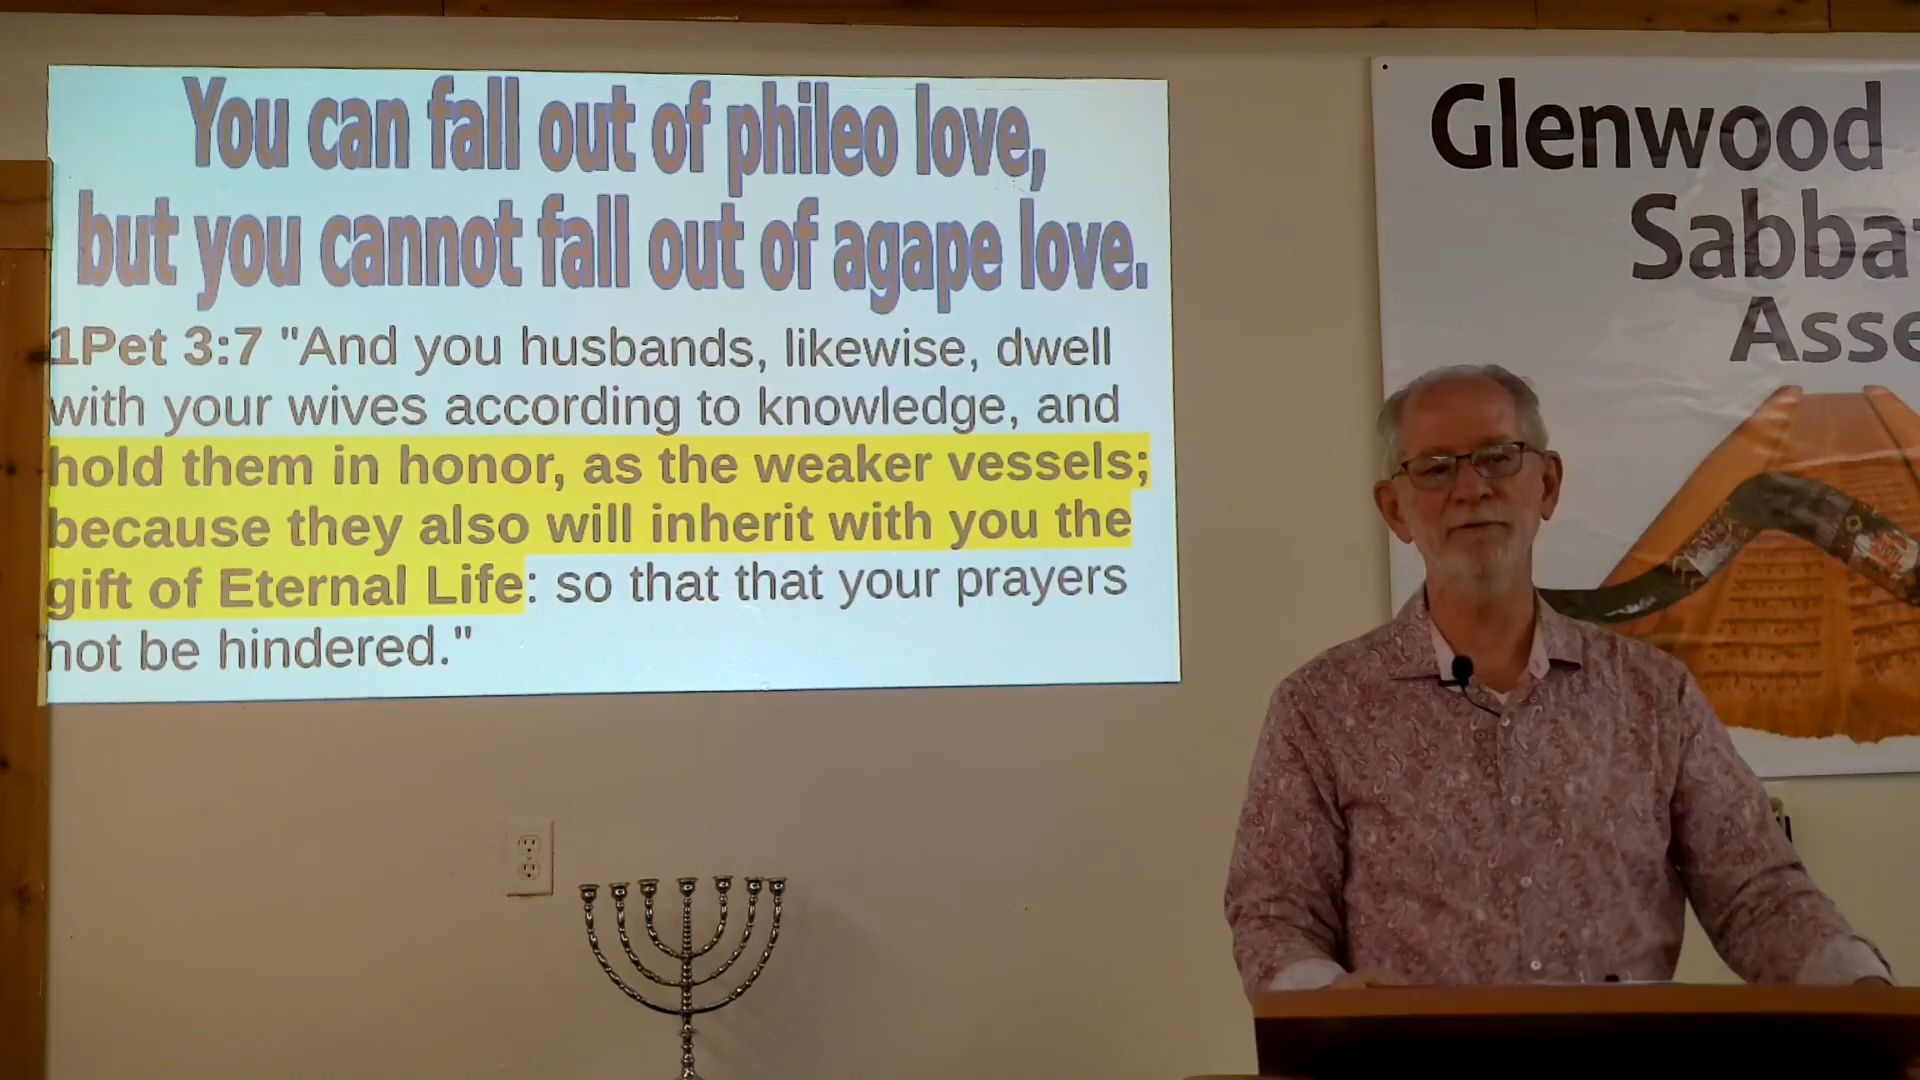 You can fall out of phileo love,
but you cannot fall out of agape love.
1Pet 3:7 "And you husbands, likewise, dwell
with your wives according to knowledge, and
hold them in honor, as the weaker vessels;
because they also will inherit with you the
gift of Eternal Life: so that that your prayers
not be hindered."
Glenwood
Sabba
Asse